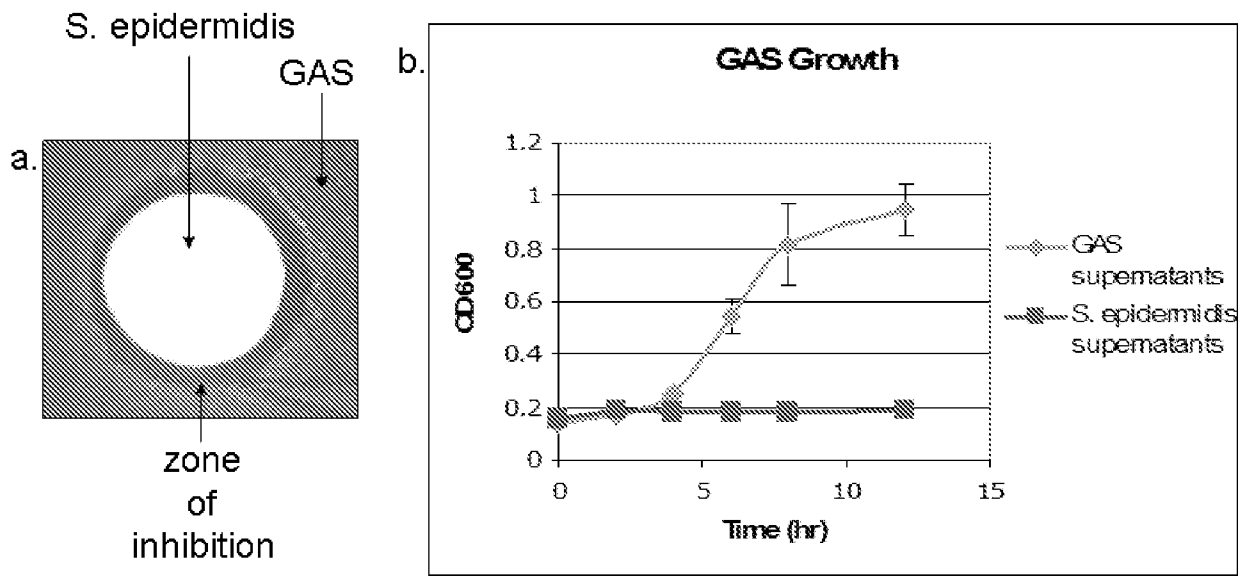 S. epidermidis
GAS
a.
zone
of
inhibition
b.
GAS Growth
1.2
1
0.8
0.6
0.4
0.2
0
OD600
0
5
10
15
Time (hr)
GAS
supernatants
S. epidermidis
supernatants